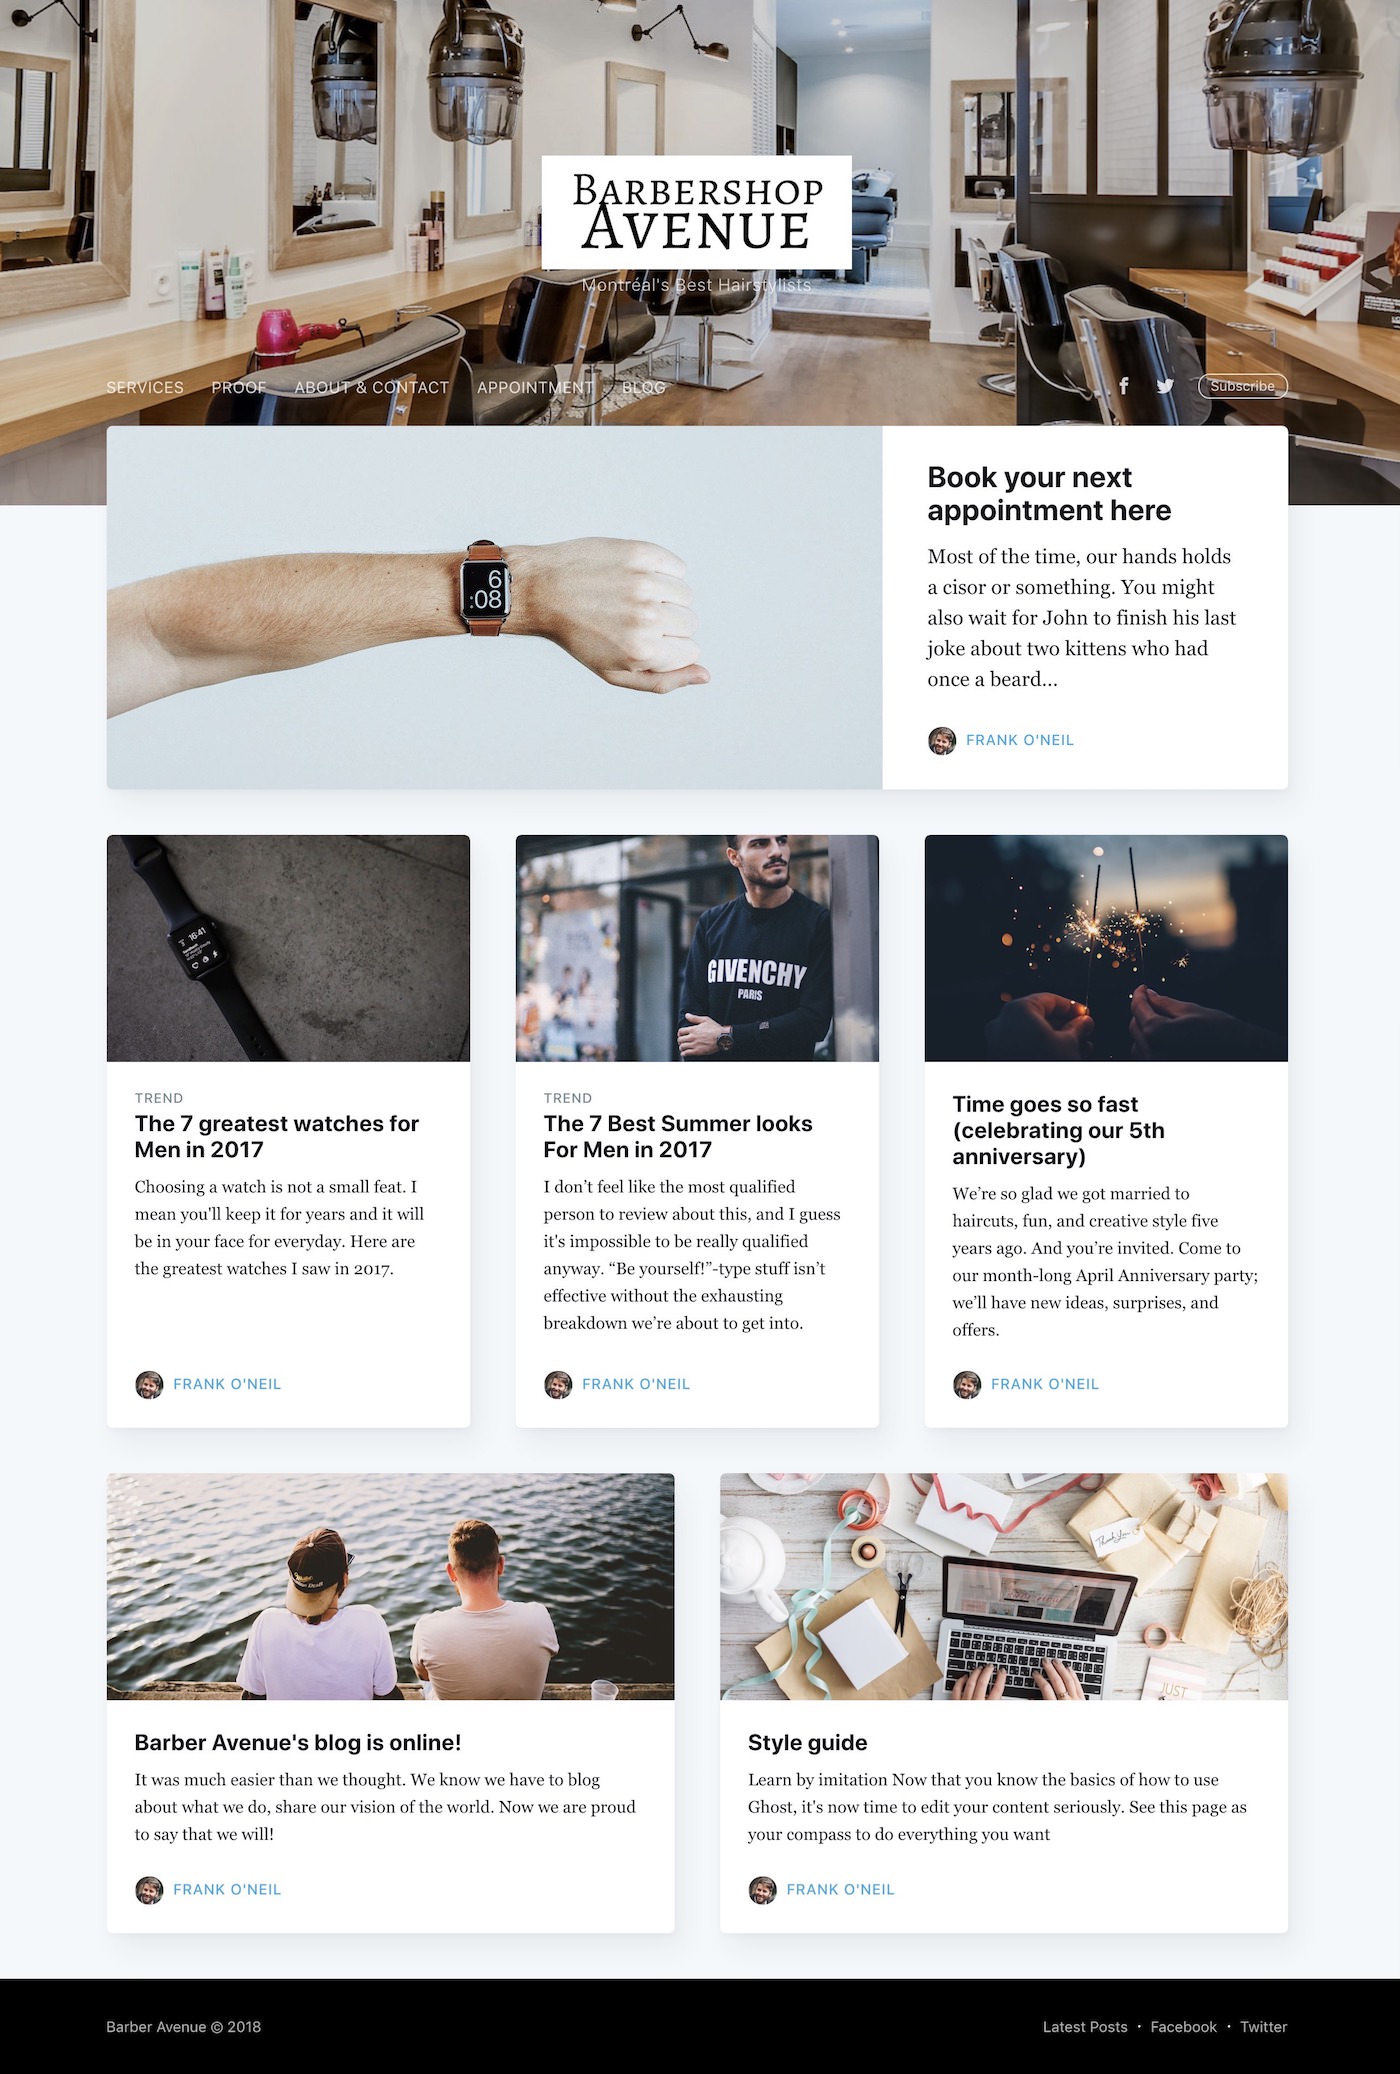 BARBERSHOP
AVENUE
Montréal's Best Hairstylists
SERVICES PROOF ABOUT & CONTACT APPOINTMENT BLOG
Subscribe
6
:08
Book your next
appointment here
Most of the time, our hands holds
a cisor or something. You might
also wait for John to finish his last
joke about two kittens who had
once a beard...
FRANK O'NEIL
16:41
TREND
The 7 greatest watches for
Men in 2017
Choosing a watch is not a small feat. I
mean you'll keep it for years and it will
be in your face for everyday. Here are
the greatest watches I saw in 2017.
FRANK O'NEIL
GIVENCHY
PARIS
TREND
The 7 Best Summer looks
For Men in 2017
I don’t feel like the most qualified
person to review about this, and I guess
it's impossible to be really qualified
anyway. “Be yourself!”-type stuff isn’t
effective without the exhausting
breakdown we’re about to get into.
FRANK O'NEIL
Time goes so fast
(celebrating our 5th
anniversary)
We’re so glad we got married to
haircuts, fun, and creative style five
years ago. And you’re invited. Come to
our month-long April Anniversary party;
we’ll have new ideas, surprises, and
offers.
FRANK O'NEIL
Barber Avenue's blog is online!
It was much easier than we thought. We know we have to blog
about what we do, share our vision of the world. Now we are proud
to say that we will!
FRANK O'NEIL
Thank You
JUST
Style guide
Learn by imitation Now that you know the basics of how to use
Ghost, it's now time to edit your content seriously. See this page as
your compass to do everything you want
FRANK O'NEIL
Barber Avenue © 2018
Latest Posts • Facebook • Twitter